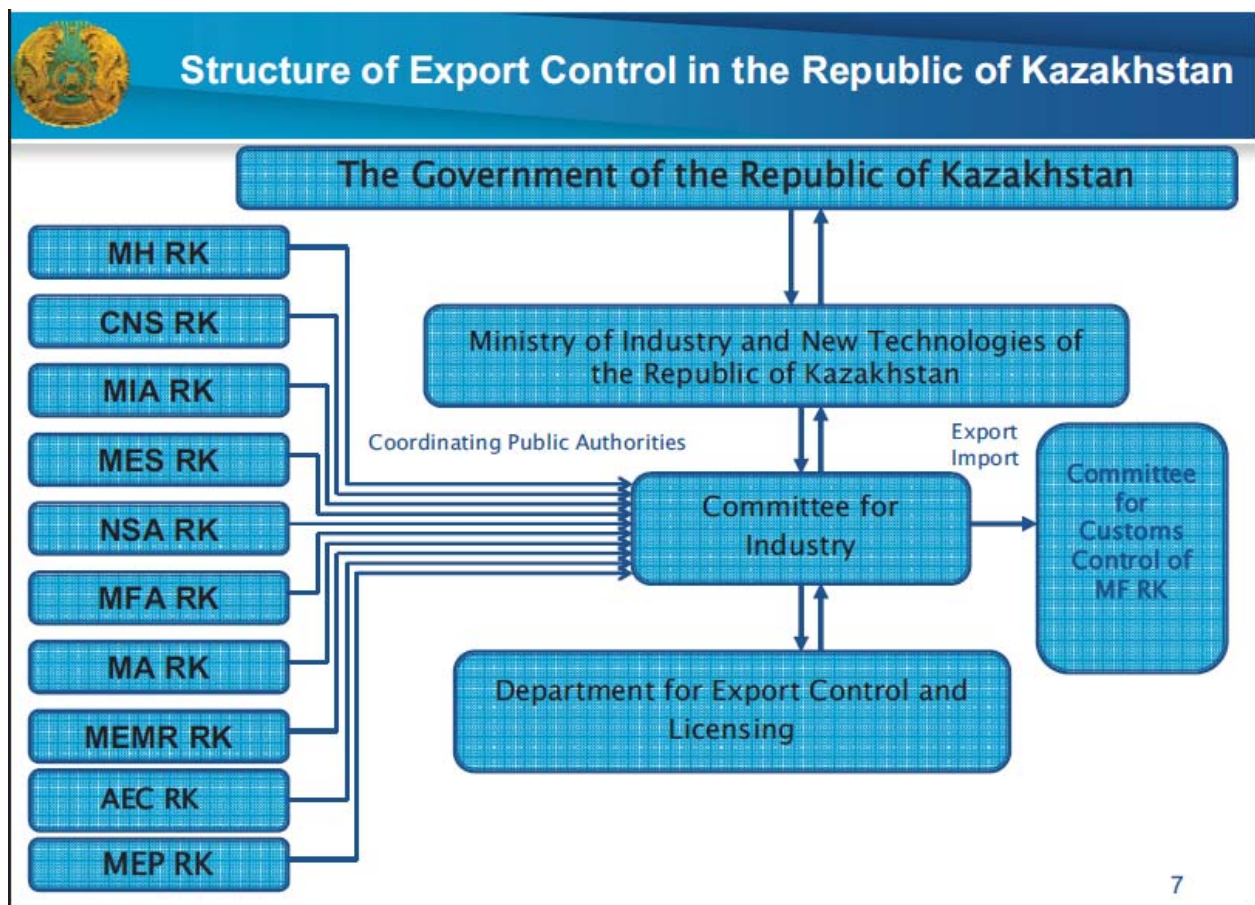 Structure of Export Control in the Republic of Kazakhstan
The Government of the Republic of Kazakhstan
MH RK
CNS RK
MIA RK
MES RK
NSA RK
MFA RK
MA RK
MEMR RK
AEC RK
MEP RK
Ministry of Industry and New Technologies of
the Republic of Kazakhstan
Coordinating Public Authorities
Committee for
Industry
Export
Import
Committee
for
Customs
Control of
MF RK
Department for Export Control and
Licensing
7